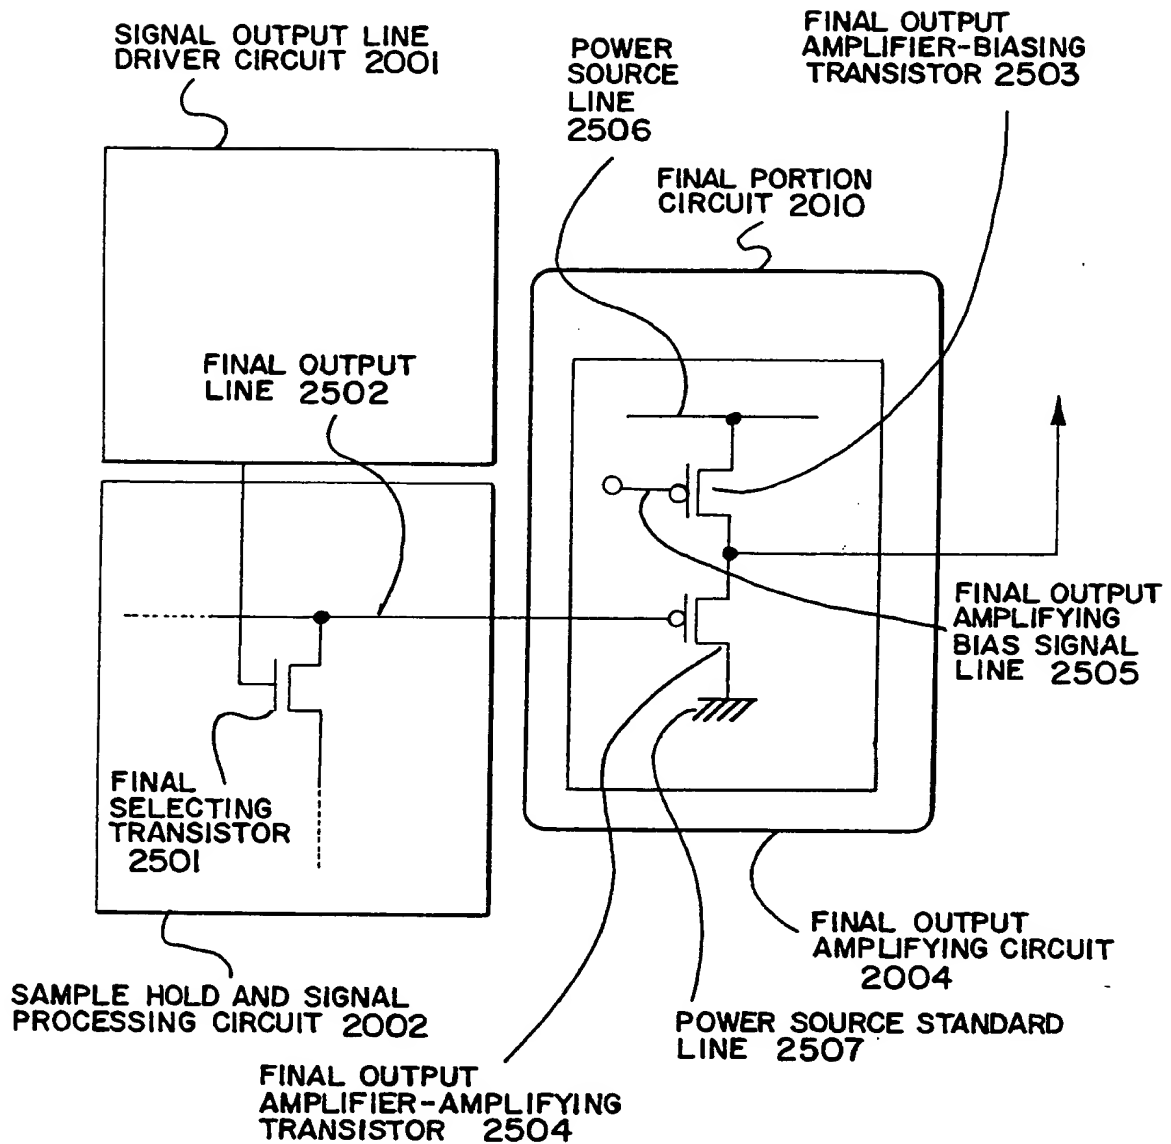 SIGNAL OUTPUT LINE
DRIVER CIRCUIT 2001
POWER
SOURCE
LINE
2506
FINAL OUTPUT
AMPLIFIER-BIASING
TRANSISTOR 2503
FINAL PORTION
CIRCUIT 2010
FINAL OUTPUT
LINE 2502
FINAL OUTPUT
AMPLIFYING
BIAS SIGNAL
LINE 2505
FINAL
SELECTING
TRANSISTOR
2501
FINAL OUTPUT
AMPLIFYING CIRCUIT
2004
SAMPLE HOLD AND SIGNAL
PROCESSING CIRCUIT 2002
POWER SOURCE STANDARD
LINE 2507
FINAL OUTPUT
AMPLIFIER-AMPLIFYING
TRANSISTOR 2504